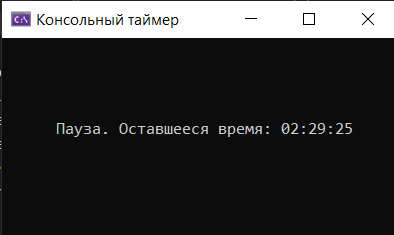 Консольный таймер
Пауза. Оставшееся время: 02:29:25